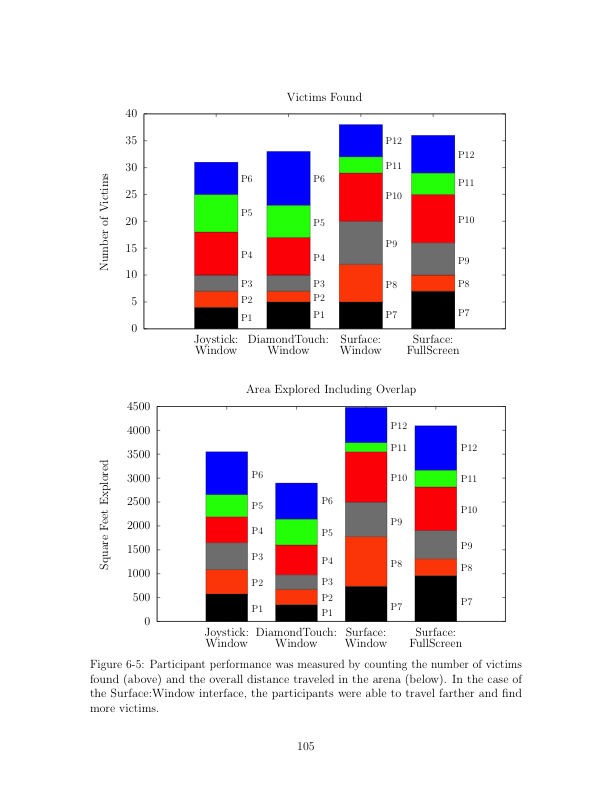 Victims Found
40
35
30
25
20
15
10
5
0
Number of Victims
P6
P5
P4
P3
P2
P1
P6
P5
P4
P3
P2
P1
P12
P11
P10
P9
P8
P7
P12
P11
P10
P9
P8
P7
Joystick: DiamondTouch: Surface: Surface:
Window Window Window FullScreen
Area Explored Including Overlap
4500
4000
3500
3000
2500
2000
1500
1000
500
0
Square Feet Explored
P6
P5
P4
P3
P2
P1
P6
P5
P4
P3
P2
P1
P12
P11
P10
P9
P8
P7
P12
P11
P10
P9
P8
P7
Joystick: DiamondTouch: Surface: Surface:
Window Window Window FullScreen
Figure 6-5: Participant performance was measured by counting the number of victims
found (above) and the overall distance traveled in the arena (below). In the case of
the Surface:Window interface, the participants were able to travel farther and find
more victims.
105